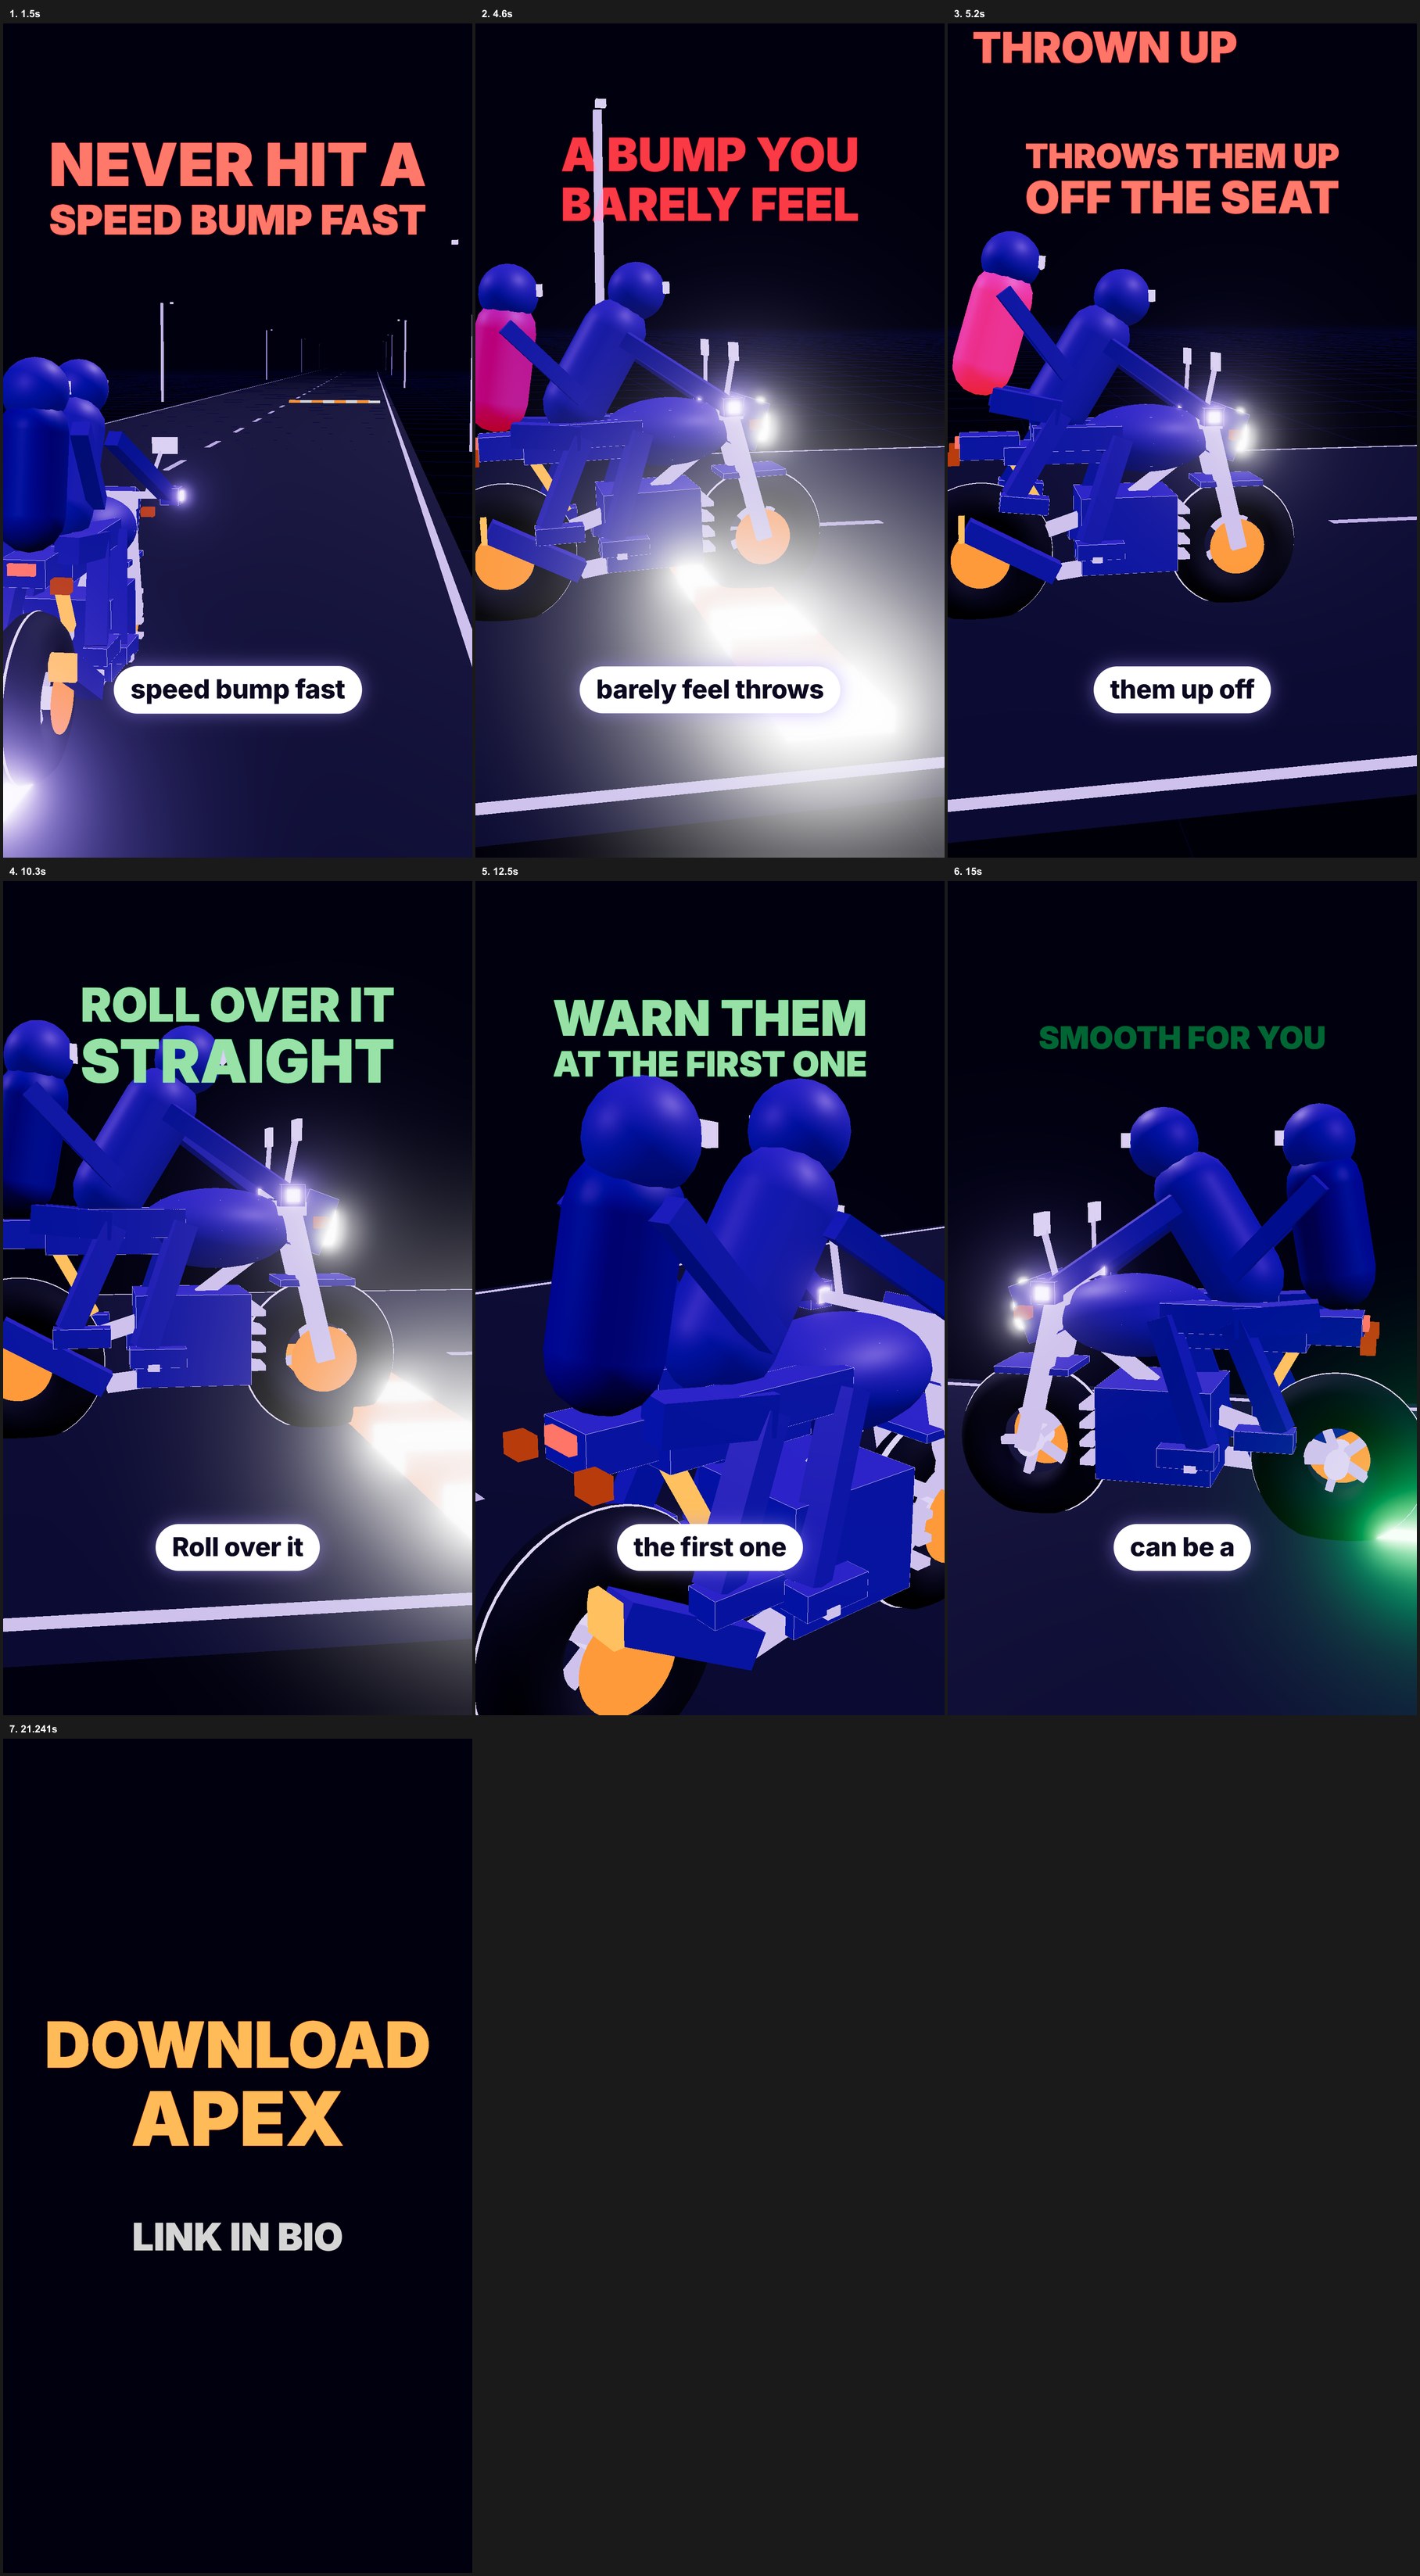 1. 1.5s
NEVER HIT A
SPEED BUMP FAST
speed bump fast
2. 4.6s
A BUMP YOU
BARELY FEEL
barely feel throws
3. 5.2s
THROWN UP
THROWS THEM UP
OFF THE SEAT
them up off
4. 10.3s
ROLL OVER IT
STRAIGHT
Roll over it
5. 12.5s
WARN THEM
AT THE FIRST ONE
the first one
6. 15s
SMOOTH FOR YOU
can be a
7. 21.241s
DOWNLOAD
APEX
LINK IN BIO